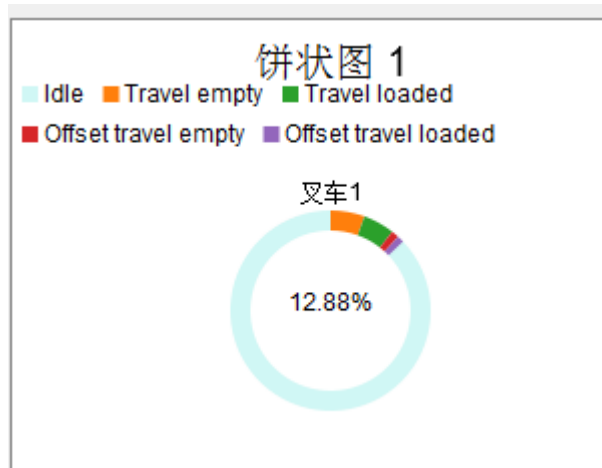 饼状图 1
Idle Travel empty Travel loaded
Offset travel empty Offset travel loaded
叉车1
12.88%